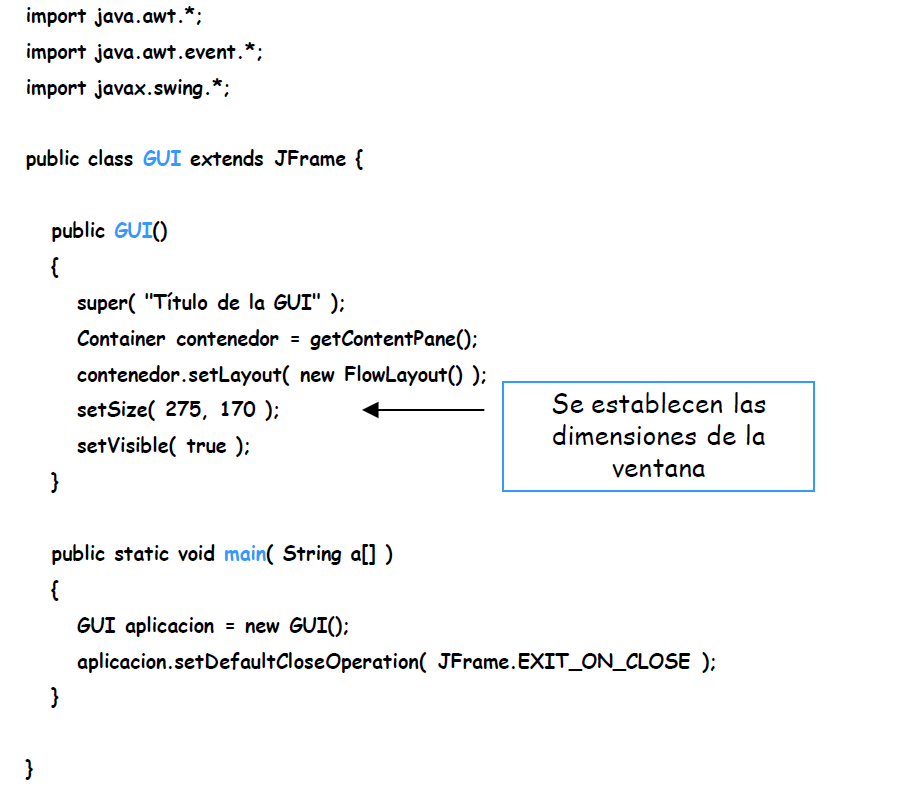 import java.awt.*;
import java.awt.event.*;
import javax.swing.*;
public class GUI extends JFrame {
public GUI()
{
super( "Título de la GUI" );
Container contenedor = getContentPane();
contenedor.setLayout( new FlowLayout() );
setSize( 275, 170 );
setVisible( true );
}
Se establecen las
dimensiones de la
ventana
public static void main( String a[] )
{
GUI aplicacion = new GUI();
aplicacion.setDefaultCloseOperation( JFrame.EXIT_ON_CLOSE );
}
}